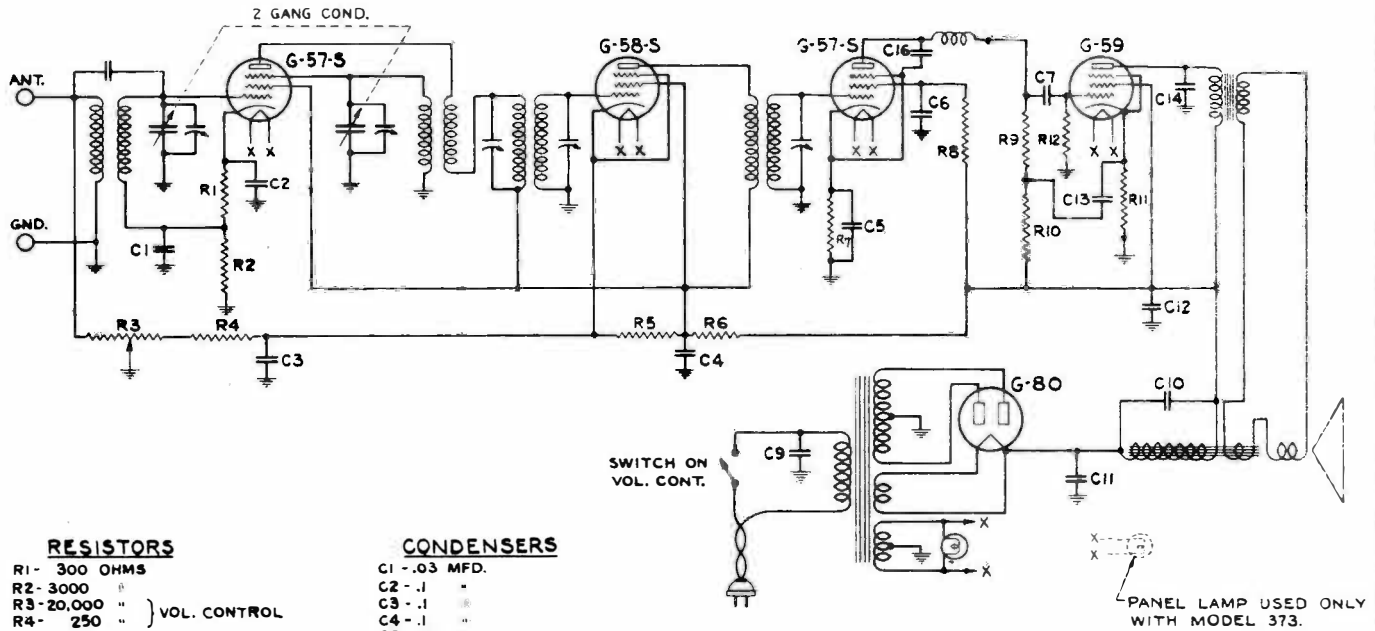 2 GANG COND.
G-57-S
G-58-S
G-57-S
G-59
C16
ANT.
C7
C6
C14
X X
X X
X X
X X
R8
R9
R12
R1
C2
C13
R11
GND.
C1
C5
R7
R10
R2
C12
R3
R4
R5
R6
C3
C4
G-80
C10
C9
SWITCH ON
VOL. CONT.
C11
X
X
X
X
RESISTORS
R1- 300 OHMS
R2- 3000 "
R3- 20,000 "
R4- 250 "
VOL. CONTROL
CONDENSERS
C1 - .03 MFD.
C2 - .1 "
C3 - .1 "
C4 - .1 "
PANEL LAMP USED ONLY
WITH MODEL 373.